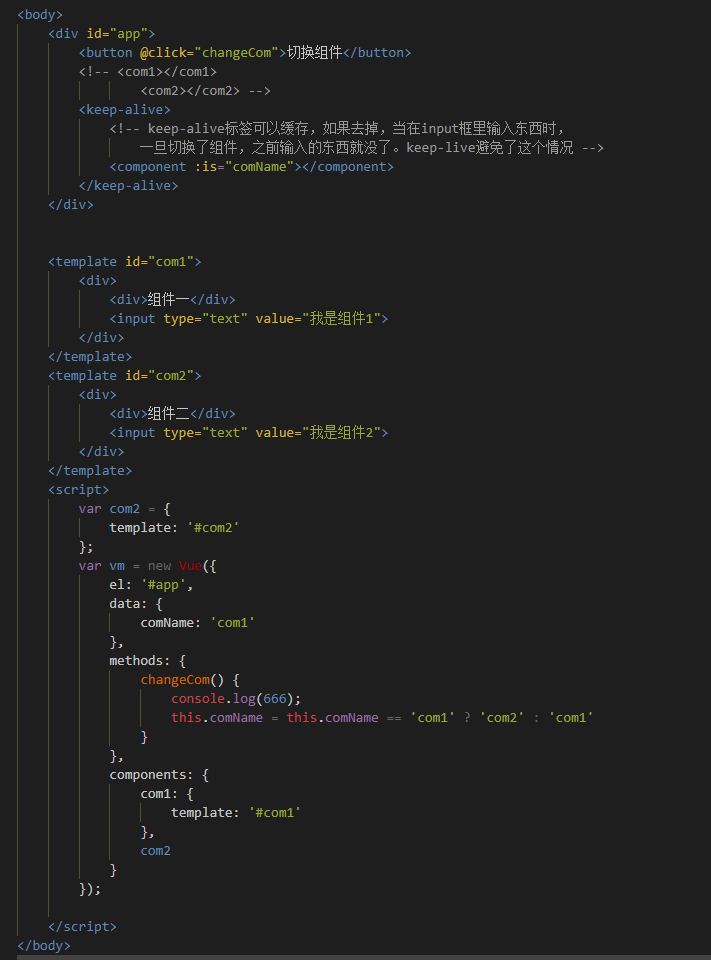 <body>
<div id="app">
<button @click="changeCom">切换组件</button>
<!-- <com1></com1>
<com2></com2> -->
<keep-alive>
<!-- keep-alive标签可以缓存，如果去掉，当在input框里输入东西时，
一旦切换了组件，之前输入的东西就没了。keep-live避免了这个情况 -->
<component :is="comName"></component>
</keep-alive>
</div>
<template id="com1">
<div>
<div>组件一</div>
<input type="text" value="我是组件1">
</div>
</template>
<template id="com2">
<div>
<div>组件二</div>
<input type="text" value="我是组件2">
</div>
</template>
<script>
var com2 = {
template: '#com2'
};
var vm = new Vue({
el: '#app',
data: {
comName: 'com1'
},
methods: {
changeCom() {
console.log(666);
this.comName = this.comName == 'com1' ? 'com2' : 'com1'
}
},
components: {
com1: {
template: '#com1'
},
com2
}
});
</script>
</body>